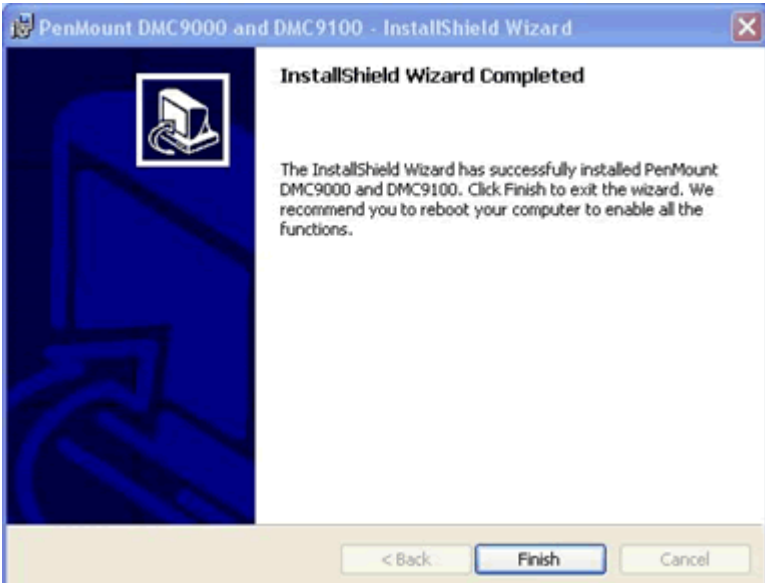 PenMount DMC9000 and DMC9100 - InstallShield Wizard
InstallShield Wizard Completed
The InstallShield Wizard has successfully installed PenMount
DMC9000 and DMC9100. Click Finish to exit the wizard. We
recommend you to reboot your computer to enable all the
functions.
< Back
Finish
Cancel